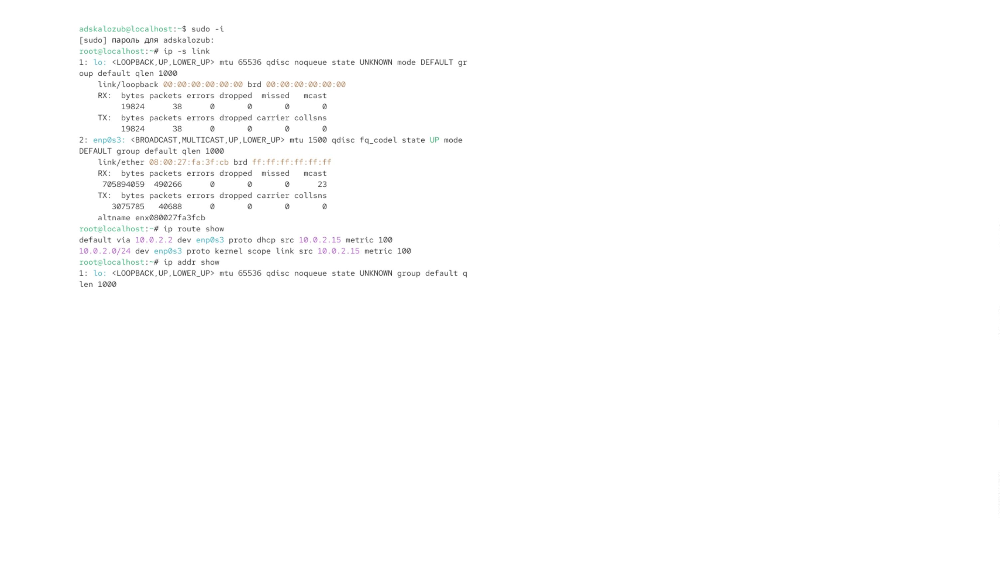 adskalozub@localhost:~$ sudo -i
[sudo] пароль для adskalozub:
root@localhost:~# ip -s link
1: lo: <LOOPBACK,UP,LOWER_UP> mtu 65536 qdisc noqueue state UNKNOWN mode DEFAULT gr
oup default qlen 1000
    link/loopback 00:00:00:00:00:00 brd 00:00:00:00:00:00
    RX:  bytes packets errors dropped  missed   mcast
         19824      38      0       0       0       0
    TX:  bytes packets errors dropped carrier collsns
         19824      38      0       0       0       0
2: enp0s3: <BROADCAST,MULTICAST,UP,LOWER_UP> mtu 1500 qdisc fq_codel state UP mode
DEFAULT group default qlen 1000
    link/ether 08:00:27:fa:3f:cb brd ff:ff:ff:ff:ff:ff
    RX:  bytes packets errors dropped  missed   mcast
     705894059  490266      0       0       0      23
    TX:  bytes packets errors dropped carrier collsns
       3075785   40688      0       0       0       0
    altname enx080027fa3fcb
root@localhost:~# ip route show
default via 10.0.2.2 dev enp0s3 proto dhcp src 10.0.2.15 metric 100
10.0.2.0/24 dev enp0s3 proto kernel scope link src 10.0.2.15 metric 100
root@localhost:~# ip addr show
1: lo: <LOOPBACK,UP,LOWER_UP> mtu 65536 qdisc noqueue state UNKNOWN group default q
len 1000